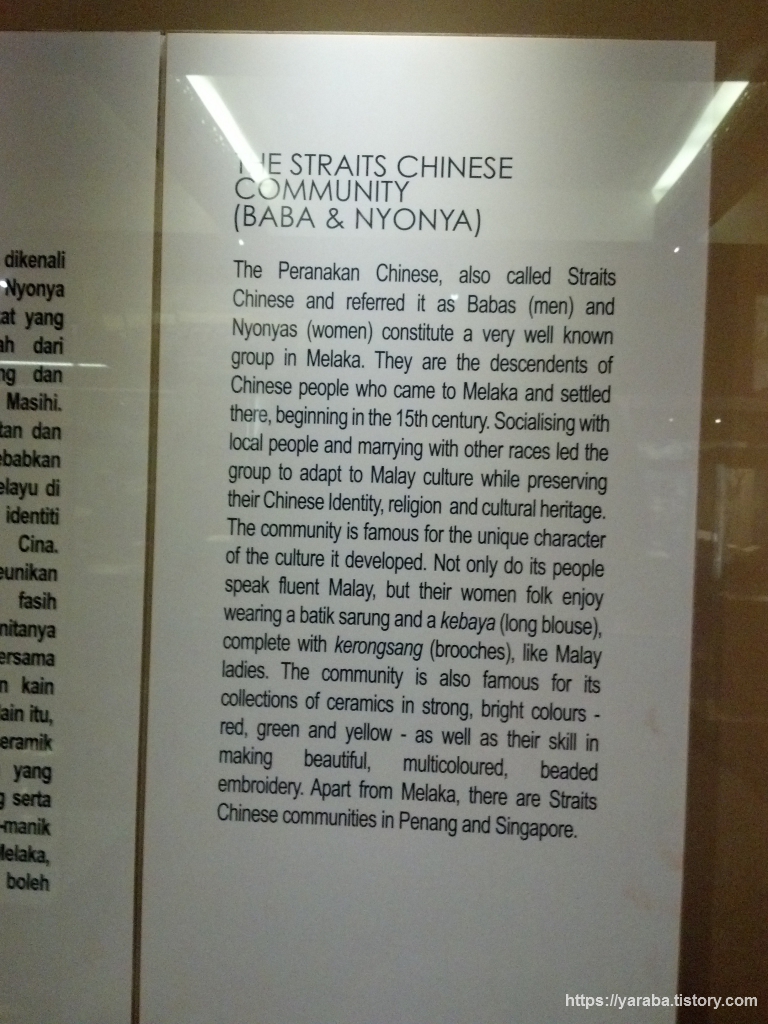 dikenali
Nyonya
yang
dari
dan
Masihi.
dan
di
identiti
Cina.
fasih
kain
itu,
yang
serta
boleh
THE STRAITS CHINESE
COMMUNITY
(BABA & NYONYA)
The Peranakan Chinese, also called Straits
Chinese and referred it as Babas (men) and
Nyonyas (women) constitute a very well known
group in Melaka. They are the descendents of
Chinese people who came to Melaka and settled
there, beginning in the 15th century. Socialising with
local people and marrying with other races led the
group to adapt to Malay culture while preserving
their Chinese Identity, religion and cultural heritage.
The community is famous for the unique character
of the culture it developed. Not only do its people
speak fluent Malay, but their women folk enjoy
wearing a batik sarung and a kebaya (long blouse),
complete with kerongsang (brooches), like Malay
ladies. The community is also famous for its
collections of ceramics in strong, bright colours -
red, green and yellow - as well as their skill in
making beautiful, multicoloured, beaded
embroidery. Apart from Melaka, there are Straits
Chinese communities in Penang and Singapore.
https://yaraba.tistory.com